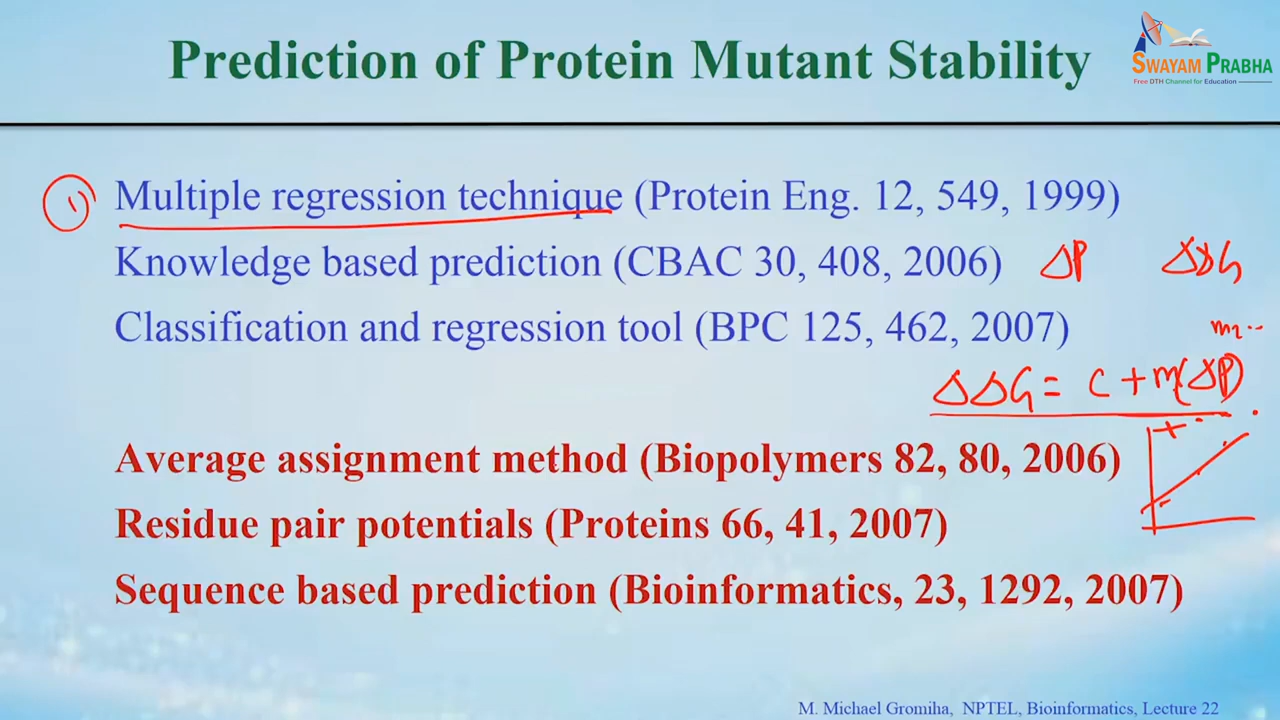 Prediction of Protein Mutant Stability
SWAYAM PRABHA
Free DTH Channel for Education
1) Multiple regression technique (Protein Eng. 12, 549, 1999)
Knowledge based prediction (CBAC 30, 408, 2006) ΔP ΔΔG
Classification and regression tool (BPC 125, 462, 2007) m2 ..
ΔΔG = C + m(ΔP)
Average assignment method (Biopolymers 82, 80, 2006)
Residue pair potentials (Proteins 66, 41, 2007)
Sequence based prediction (Bioinformatics, 23, 1292, 2007)
M. Michael Gromiha, NPTEL, Bioinformatics, Lecture 22